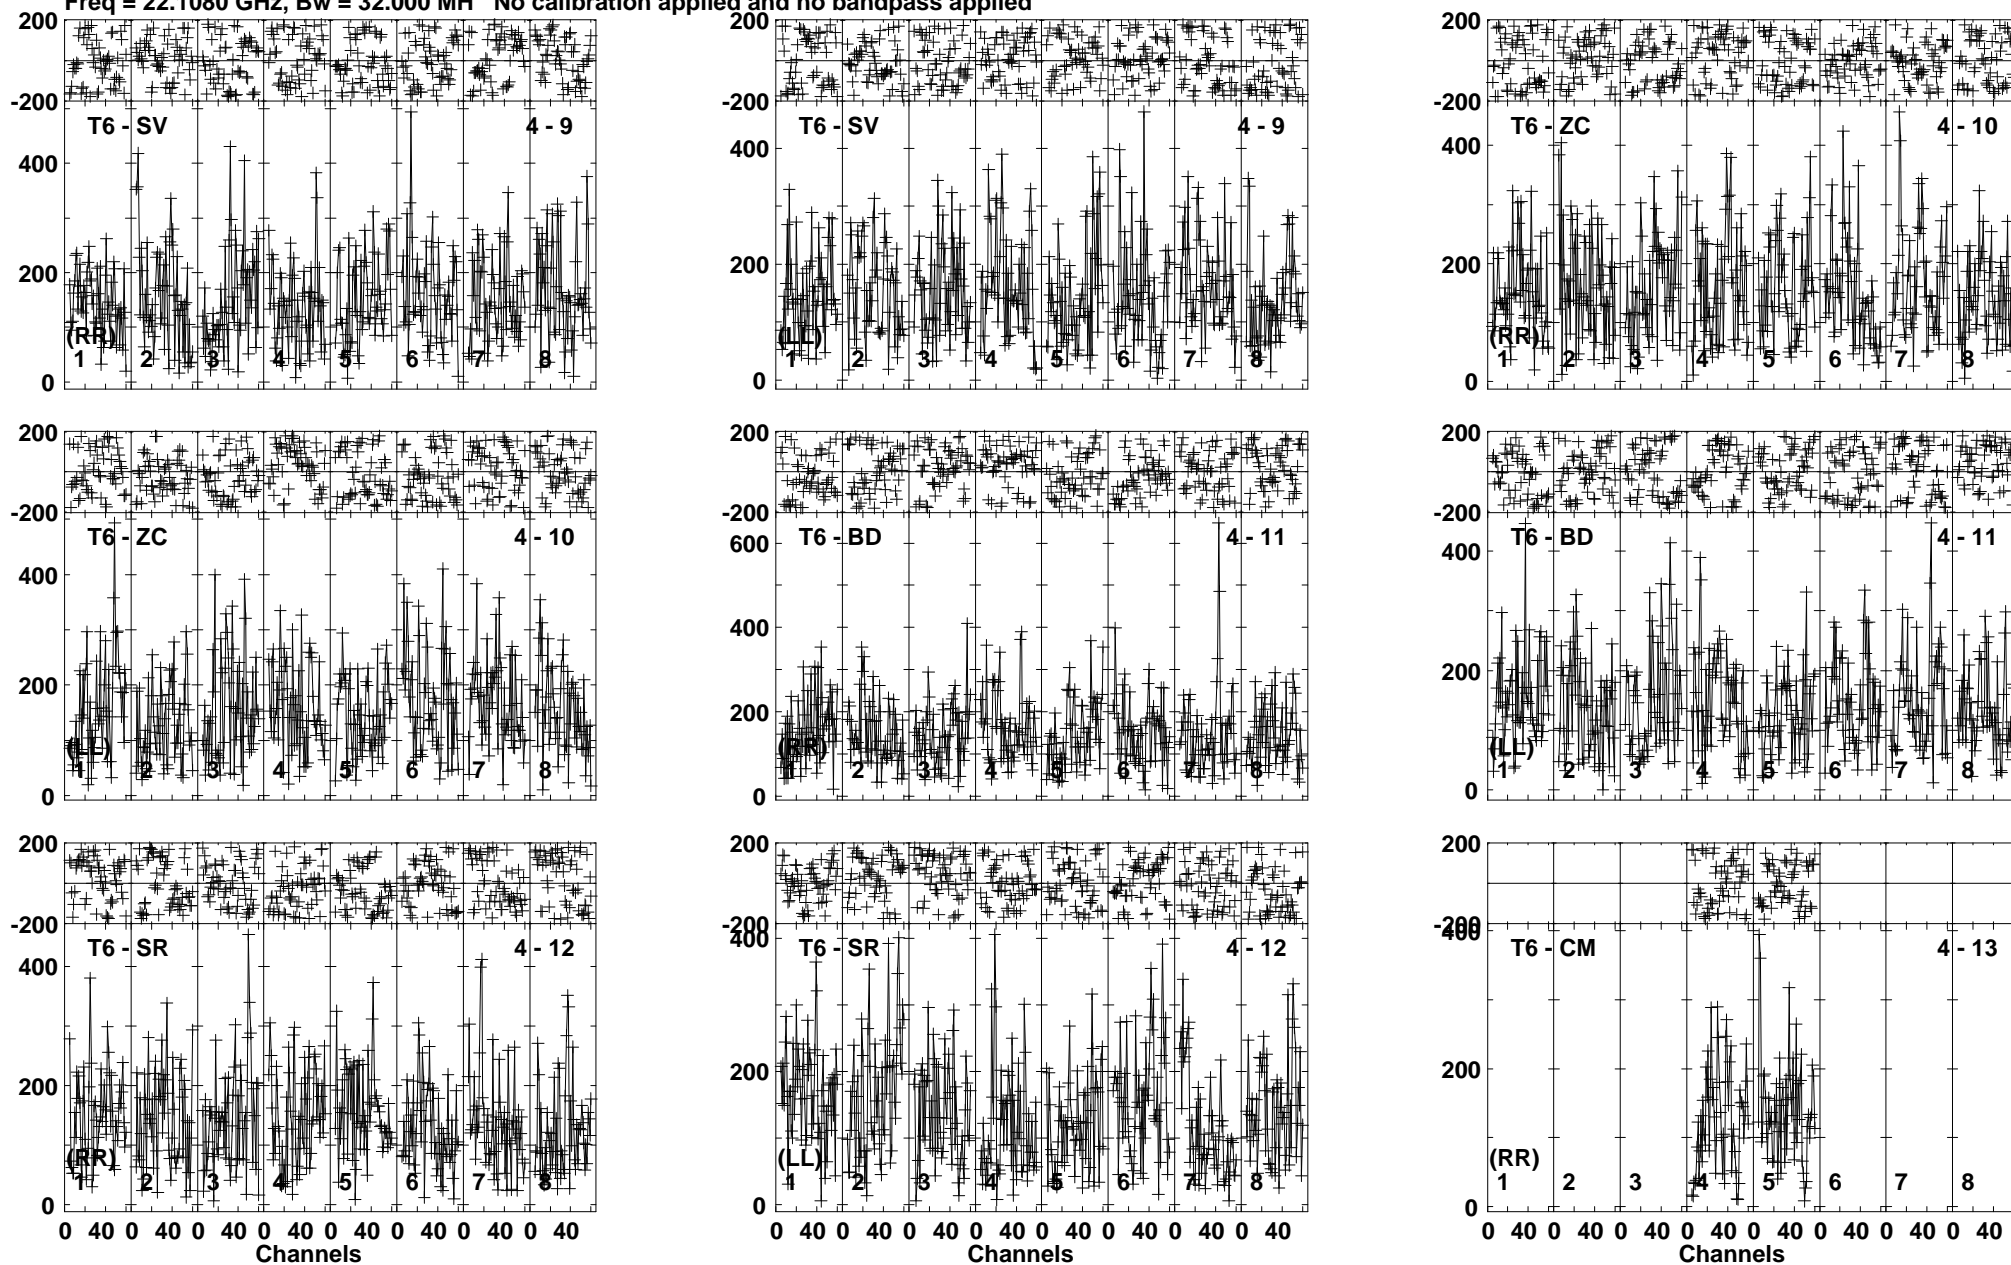 Freq = 22.1080 GHz, Bw = 32.000 MH No calibration applied and no bandpass applied
200 200 200
-200 -200 -200
T6 - SV 4 - 9 T6 - SV 4 - 9 T6 - ZC 4 - 10
400 400 400
200 200 200
(RR) (LL) (RR)
1 2 3 4 5 6 7 8 1 2 3 4 5 6 7 8 1 2 3 4 5 6 7 8
0 0 0
200 200 200
-200 -200 -200
T6 - ZC 4 - 10 T6 - BD 4 - 11 T6 - BD 4 - 11
600
400 400 400
200 200 200
(LL) (RR) (LL)
1 2 3 4 5 6 7 8 1 2 3 4 5 6 7 8 1 2 3 4 5 6 7 8
0 0 0
200 200 200
-200 -200 -200
400 400
T6 - SR 4 - 12 T6 - SR 4 - 12 T6 - CM 4 - 13
400
300
200 200 200
100
(RR) (LL) (RR)
1 2 3 4 5 6 7 8 1 2 3 4 5 6 7 8 1 2 3 4 5 6 7 8
0 0 0
0 40 0 40 0 40 0 40 0 40 0 40 0 40 0 40 0 40 0 40 0 40 0 40 0 40 0 40 0 40 0 40 0 40 0 40 0 40 0 40 0 40 0 40 0 40 0 40
Channels Channels Channels